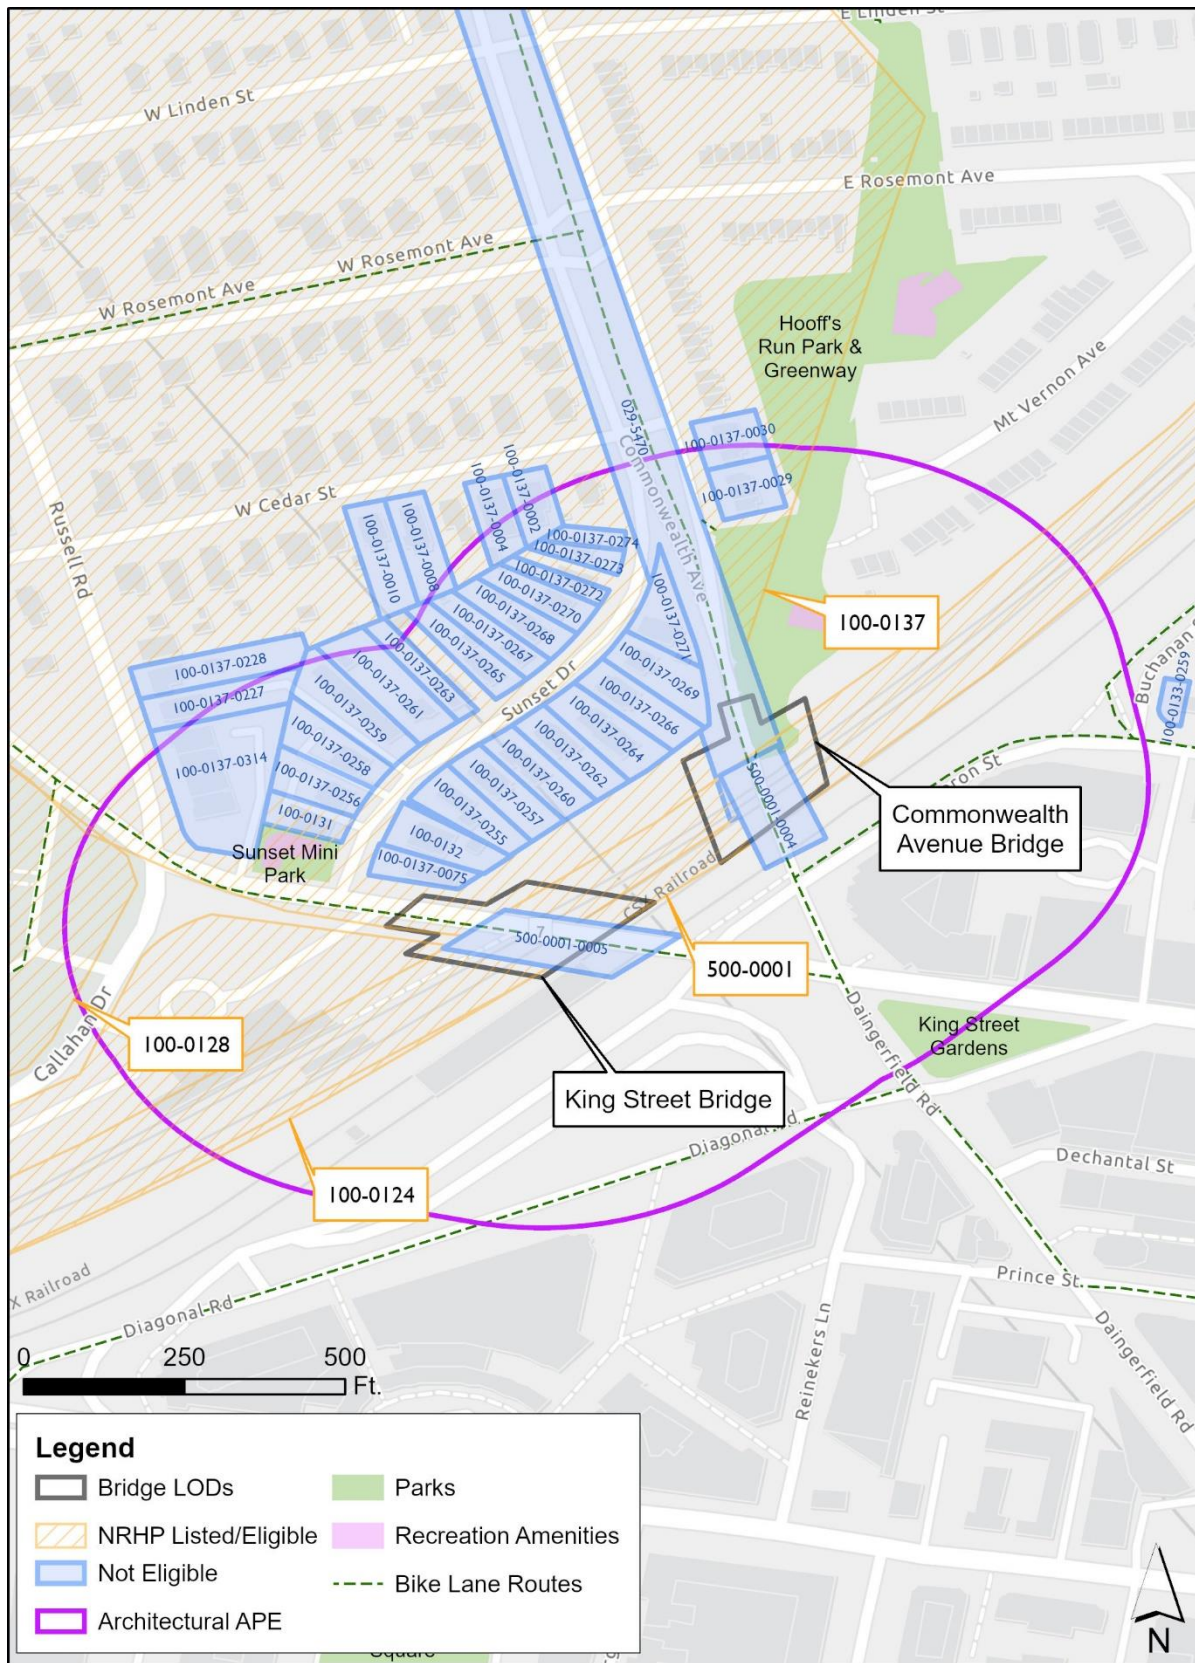 E Linden St
W Linden St
E Rosemont Ave
W Rosemont Ave
W Rosemont Ave
Hooff's
Run Park &
Greenway
Mt Vernon Ave
029-5470
Commonwealth Ave
100-0137-0030
100-0137-0029
W Cedar St
Russell Rd
100-0137-0010
100-0137-0008
100-0137-0004
100-0137-0002
100-0137-0274
100-0137-0273
100-0137-0272
100-0137-0270
100-0137-0268
100-0137-0267
100-0137-0265
100-0137-0263
100-0137-0261
100-0137-0259
100-0137-0258
100-0137-0256
100-0131
100-0137-0228
100-0137-0227
100-0137-0314
Sunset Dr
100-0137-0271
100-0137-0269
100-0137-0266
100-0137-0264
100-0137-0262
100-0137-0260
100-0137-0257
100-0137-0255
100-0132
100-0137-0075
100-0137
Buchanan
100-0133-0259
500-0001-0004
Commonwealth
Avenue Bridge
Sunset Mini
Park
CSX Railroad
7
500-0001-0005
500-0001
Callahan Dr
100-0128
King Street
Gardens
King Street Bridge
Daingerfield Rd
Diagonal Rd
100-0124
Dechantal St
X Railroad
Diagonal Rd
Prince St
Reinekers Ln
Daingerfield Rd
0 250 500
Ft.
Legend
Bridge LODs
NRHP Listed/Eligible
Not Eligible
Architectural APE
Parks
Recreation Amenities
Bike Lane Routes
Square
N